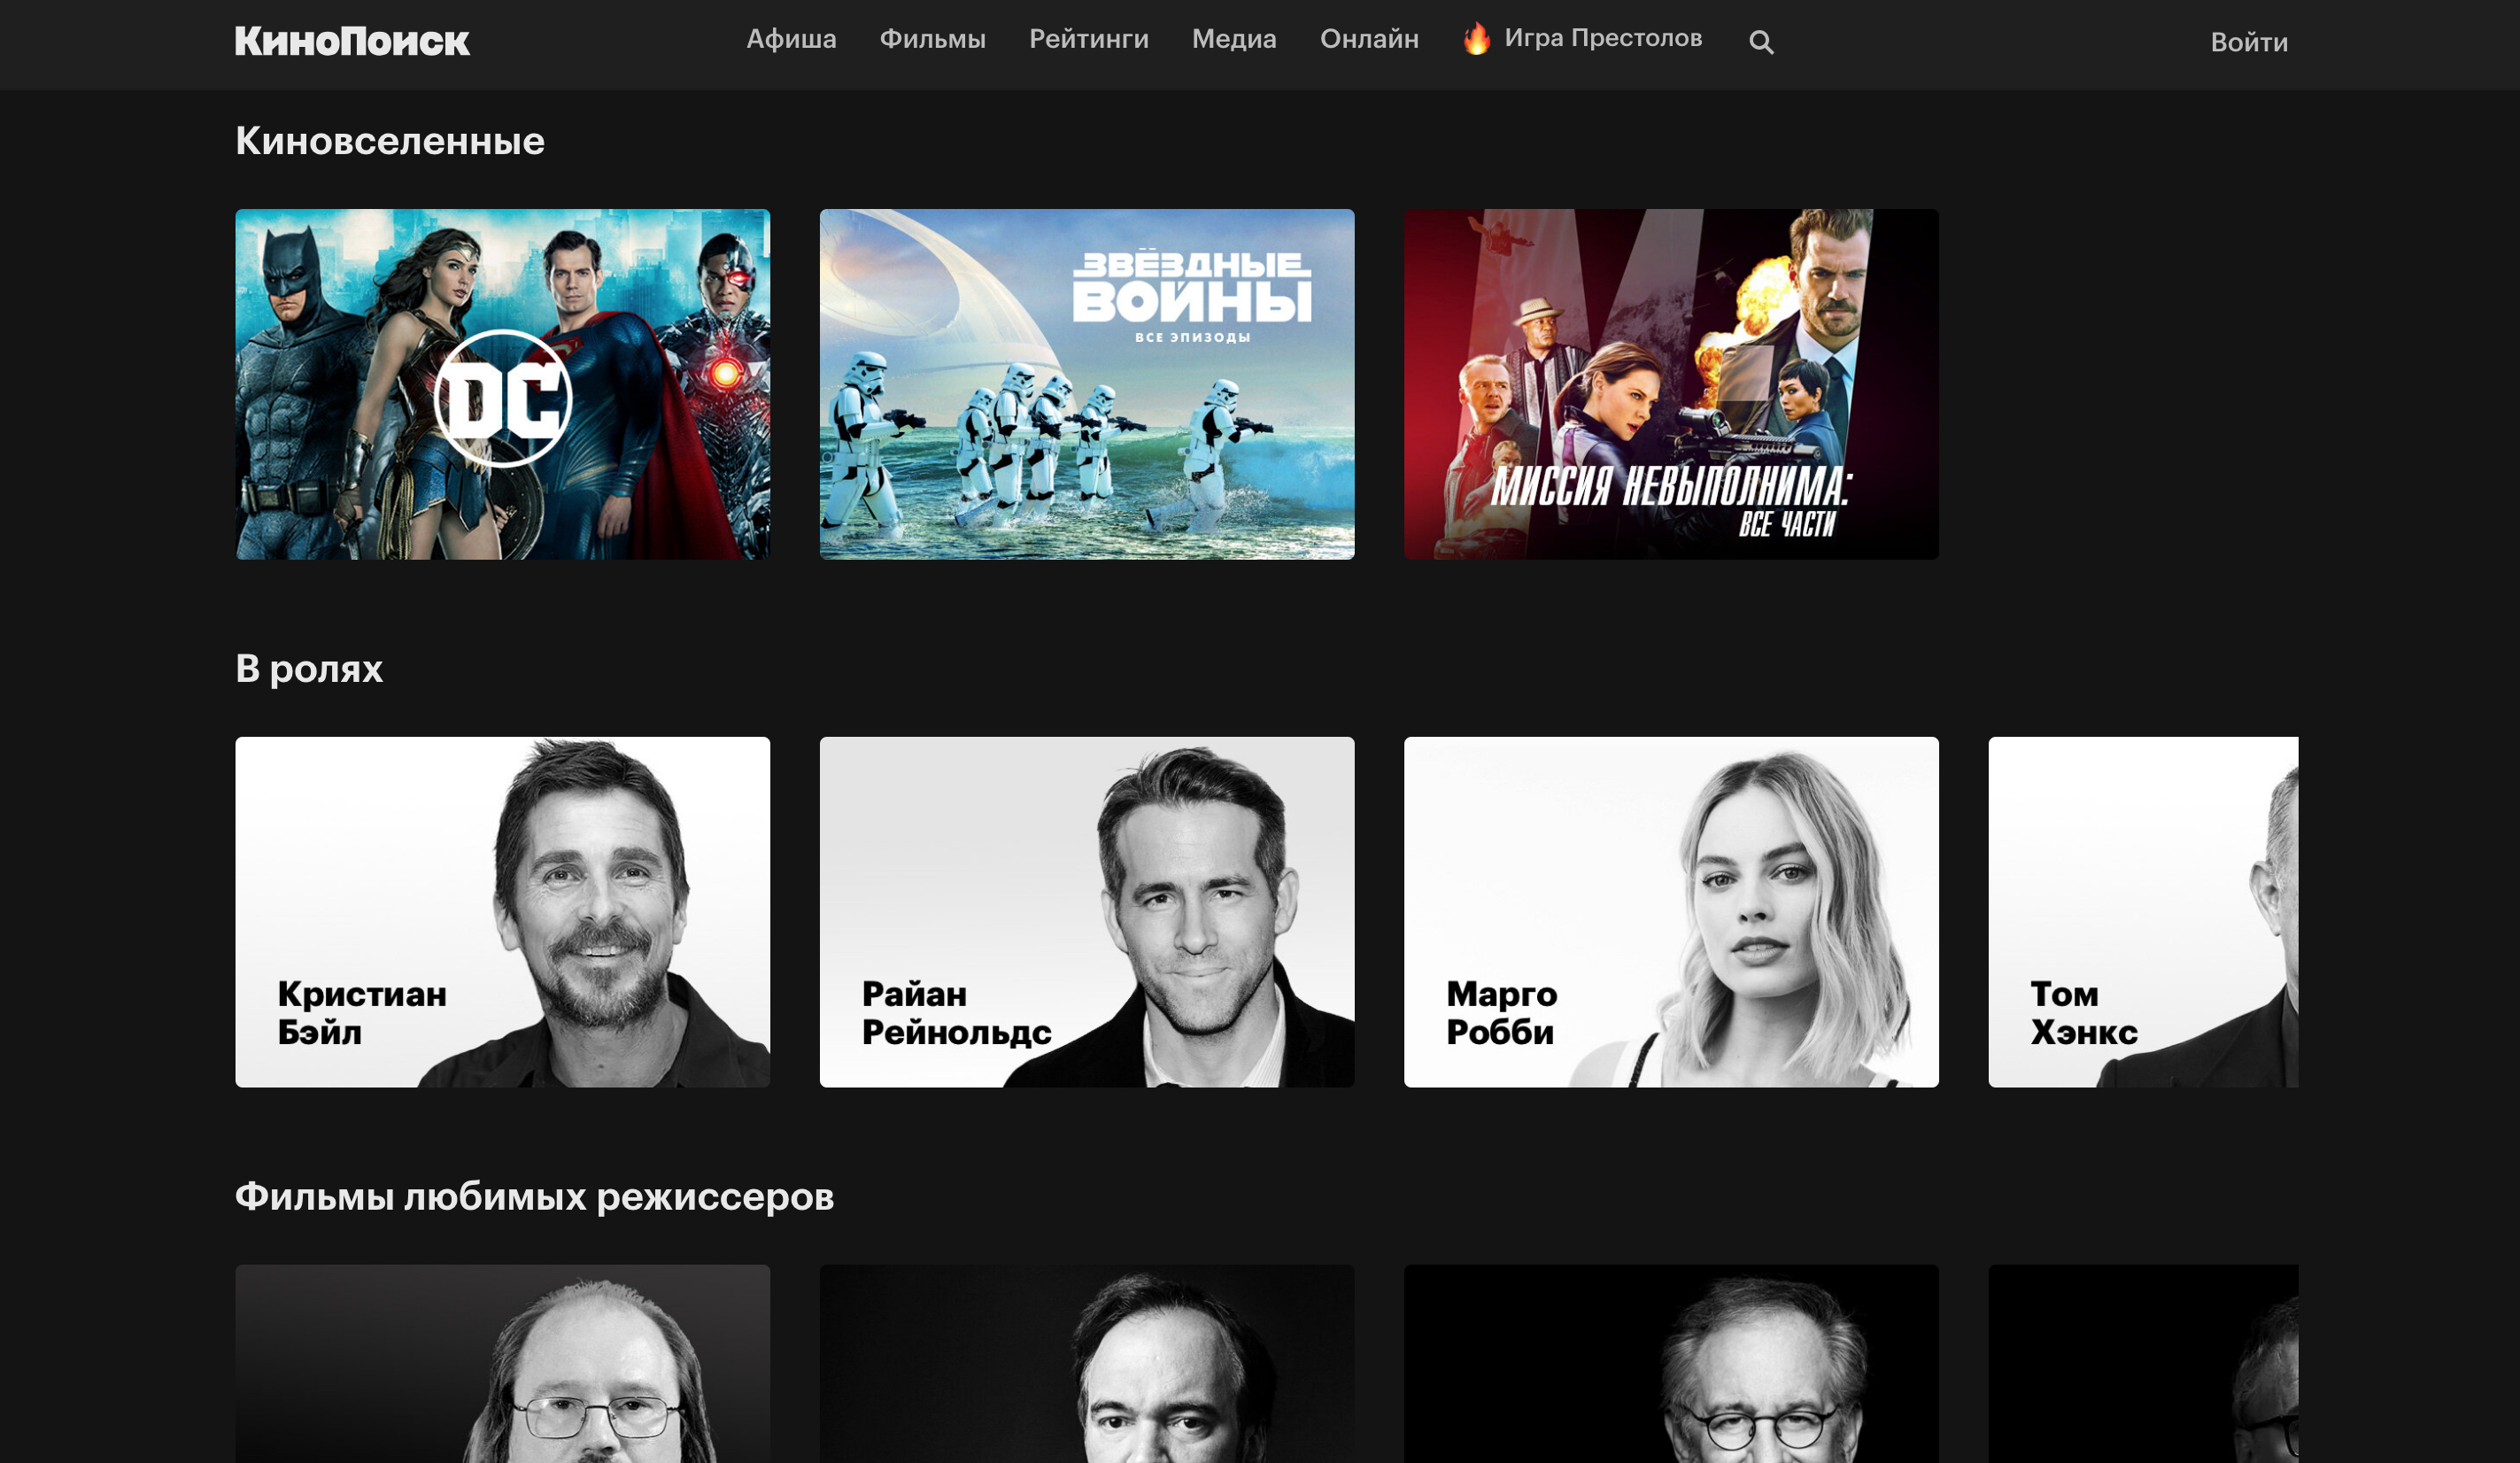 КиноПоиск
Афиша Фильмы Рейтинги Медиа Онлайн Игра Престолов
Войти
Киновселенные
DC
ЗВЁЗДНЫЕ
ВОЙНЫ
ВСЕ ЭПИЗОДЫ
МИССИЯ НЕВЫПОЛНИМА:
ВСЕ ЧАСТИ
В ролях
Кристиан
Бэйл
Райан
Рейнольдс
Марго
Робби
Том
Хэнкс
Фильмы любимых режиссеров